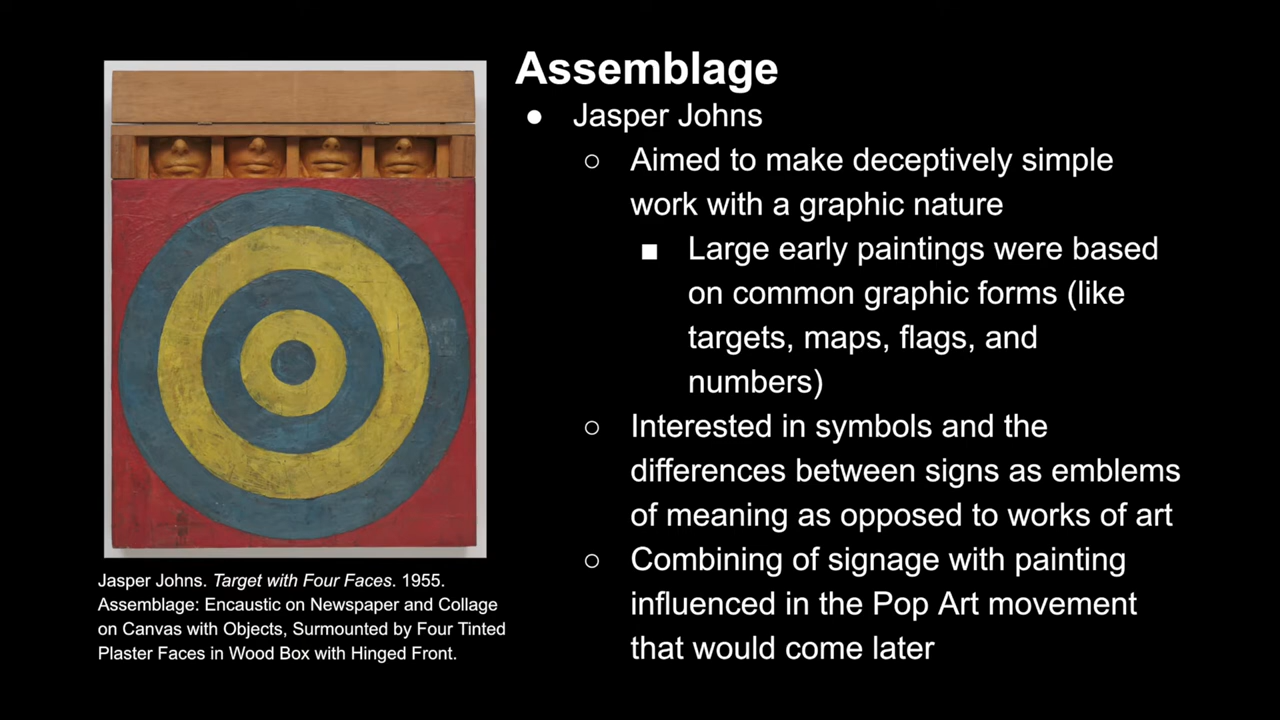 Assemblage
● Jasper Johns
○ Aimed to make deceptively simple
work with a graphic nature
■ Large early paintings were based
on common graphic forms (like
targets, maps, flags, and
numbers)
○ Interested in symbols and the
differences between signs as emblems
of meaning as opposed to works of art
○ Combining of signage with painting
influenced in the Pop Art movement
that would come later
Jasper Johns. Target with Four Faces. 1955.
Assemblage: Encaustic on Newspaper and Collage
on Canvas with Objects, Surmounted by Four Tinted
Plaster Faces in Wood Box with Hinged Front.